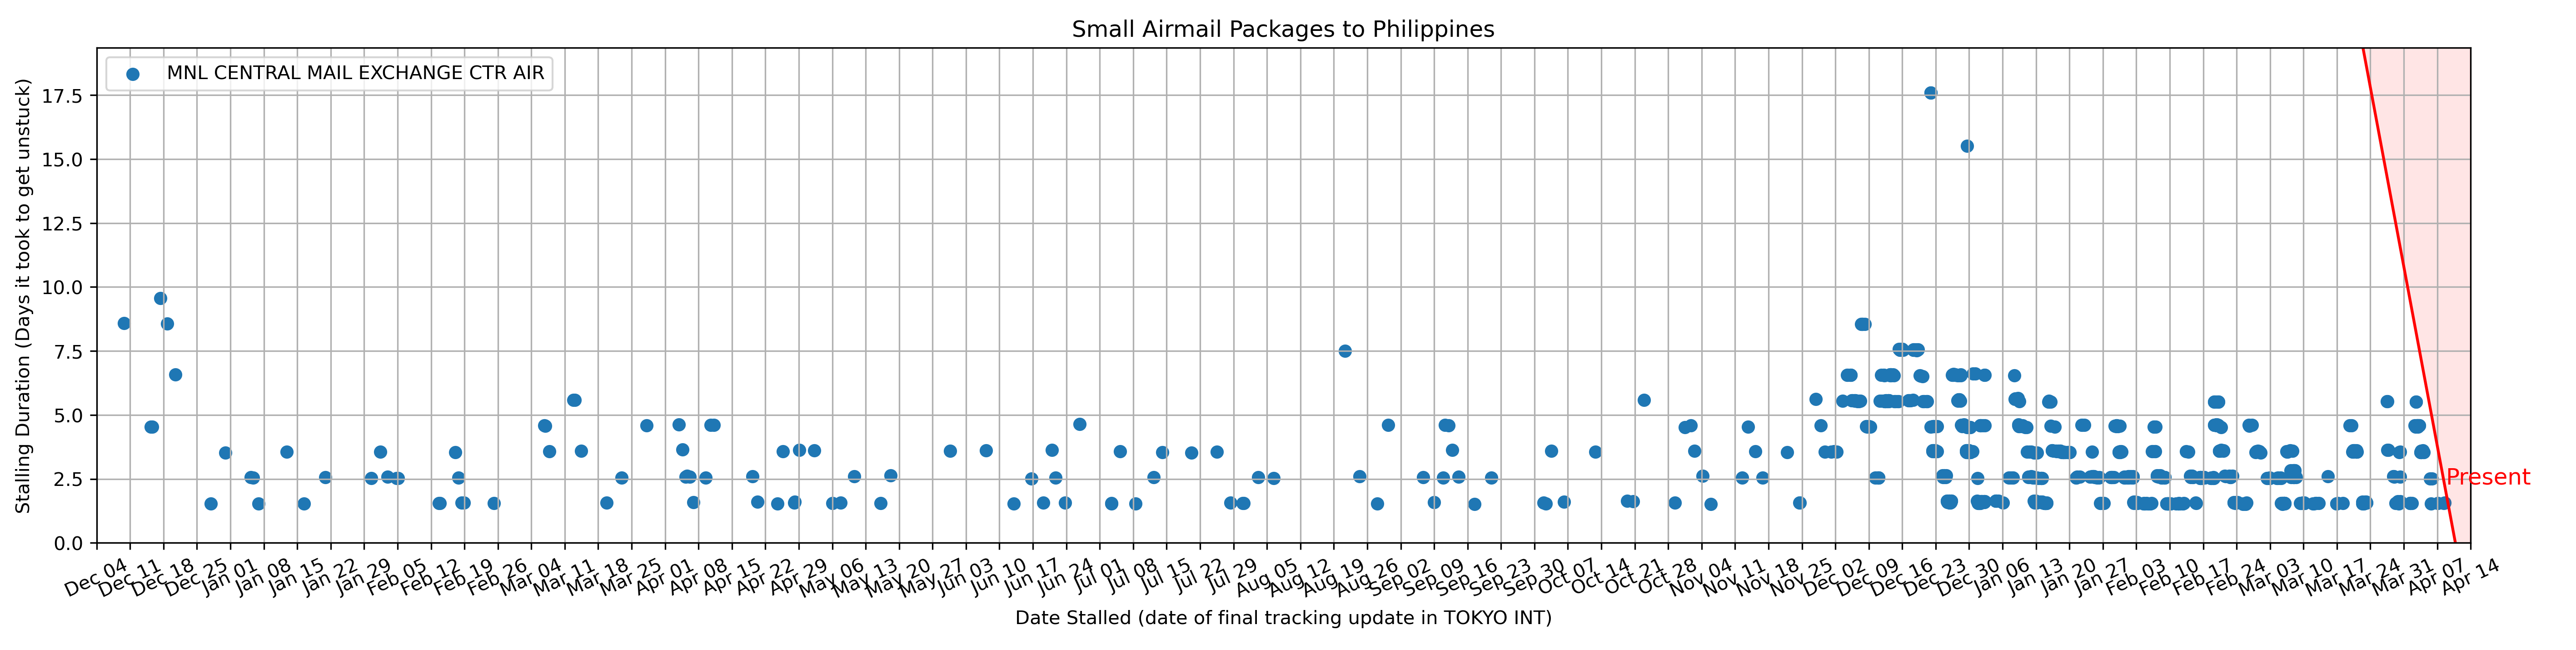 Small Airmail Packages to Philippines
MNL CENTRAL MAIL EXCHANGE CTR AIR
Stalling Duration (Days it took to get unstuck)
17.5
15.0
12.5
10.0
7.5
5.0
2.5
0.0
Present
Dec 04 Dec 11 Dec 18 Dec 25 Jan 01 Jan 08 Jan 15 Jan 22 Jan 29 Feb 05 Feb 12 Feb 19 Feb 26 Mar 04 Mar 11 Mar 18 Mar 25 Apr 01 Apr 08 Apr 15 Apr 22 Apr 29 May 06 May 13 May 20 May 27 Jun 03 Jun 10 Jun 17 Jun 24 Jul 01 Jul 08 Jul 15 Jul 22 Jul 29 Aug 05 Aug 12 Aug 19 Aug 26 Sep 02 Sep 09 Sep 16 Sep 23 Sep 30 Oct 07 Oct 14 Oct 21 Oct 28 Nov 04 Nov 11 Nov 18 Nov 25 Dec 02 Dec 09 Dec 16 Dec 23 Dec 30 Jan 06 Jan 13 Jan 20 Jan 27 Feb 03 Feb 10 Feb 17 Feb 24 Mar 03 Mar 10 Mar 17 Mar 24 Mar 31 Apr 07 Apr 14
Date Stalled (date of final tracking update in TOKYO INT)